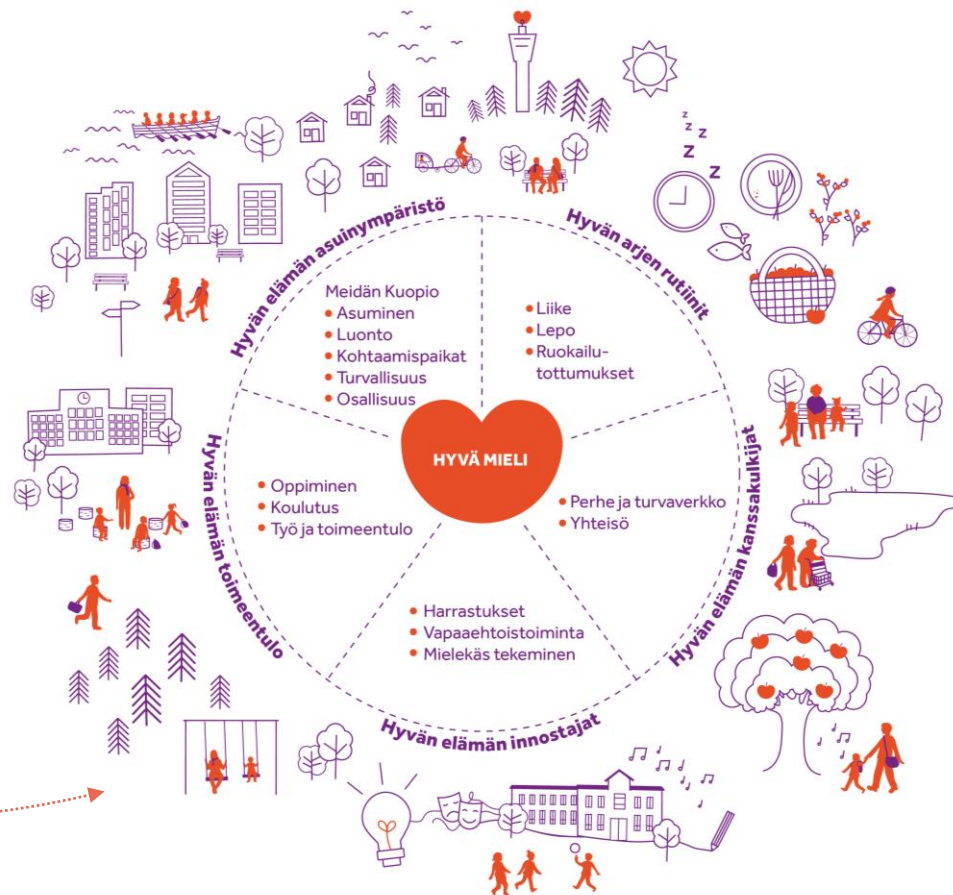 z
z
z
Z
Z
Hyvän elämän asuinympäristö
Meidän Kuopio
• Asuminen
• Luonto
• Kohtaamispaikat
• Turvallisuus
• Osallisuus
Hyvän arjen rutiinit
• Liike
• Lepo
• Ruokailu-
tottumukset
HYVÄ MIELI
Hyvän elämän toimeentulo
• Oppiminen
• Koulutus
• Työ ja toimeentulo
Hyvän elämän kanssakulkijat
• Perhe ja turvaverkko
• Yhteisö
• Harrastukset
• Vapaaehtoistoiminta
• Mielekäs tekeminen
Hyvän elämän innostajat